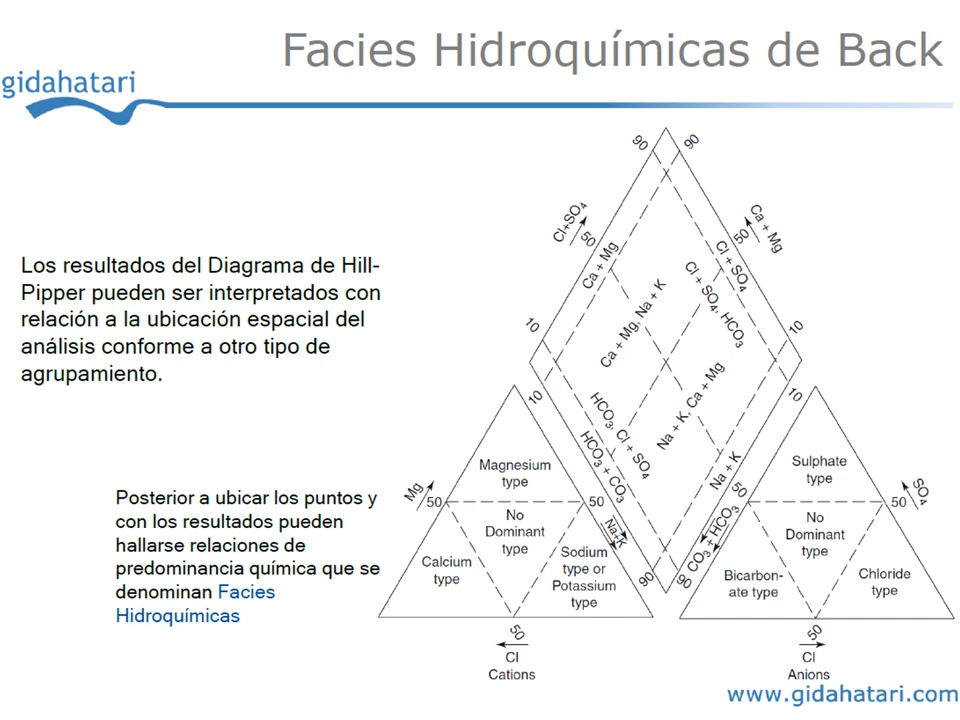 Facies Hidroquímicas de Back
gidahatari
Los resultados del Diagrama de Hill-
Pipper pueden ser interpretados con
relación a la ubicación espacial del
análisis conforme a otro tipo de
agrupamiento.
Posterior a ubicar los puntos y
con los resultados pueden
hallarse relaciones de
predominancia química que se
denominan Facies
Hidroquímicas
90
90
Cl+SO4
50
Ca + Mg
50
Ca + Mg
Cl + SO4
Cl + SO4, HCO3
Ca + Mg, Na + K
10
10
HCO3, Cl + SO4
Na + K, Ca + Mg
HCO3 + CO3
Na + K
10
10
Magnesium
type
Sulphate
type
Mg
50
50
Na+K
50
CO3 + HCO3
50
SO4
No
Dominant
type
No
Dominant
type
Calcium
type
Sodium
type or
Potassium
type
90
90
Bicarbon-
ate type
Chloride
type
50
Cl
Cations
50
Cl
Anions
www.gidahatari.com